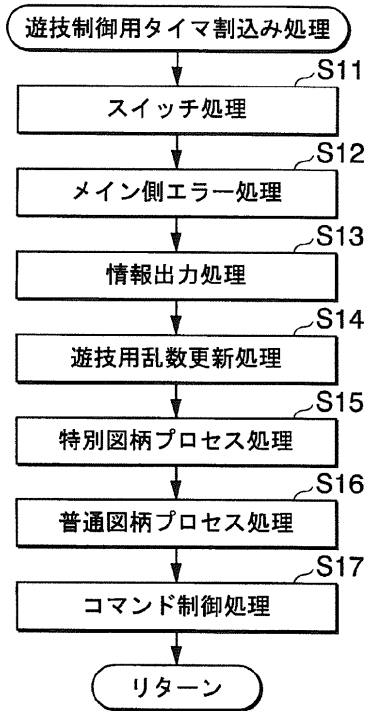 遊技制御用タイマ割込み処理
S11
スイッチ処理
S12
メイン側エラー処理
S13
情報出力処理
S14
遊技用乱数更新処理
S15
特別図柄プロセス処理
S16
普通図柄プロセス処理
S17
コマンド制御処理
リターン